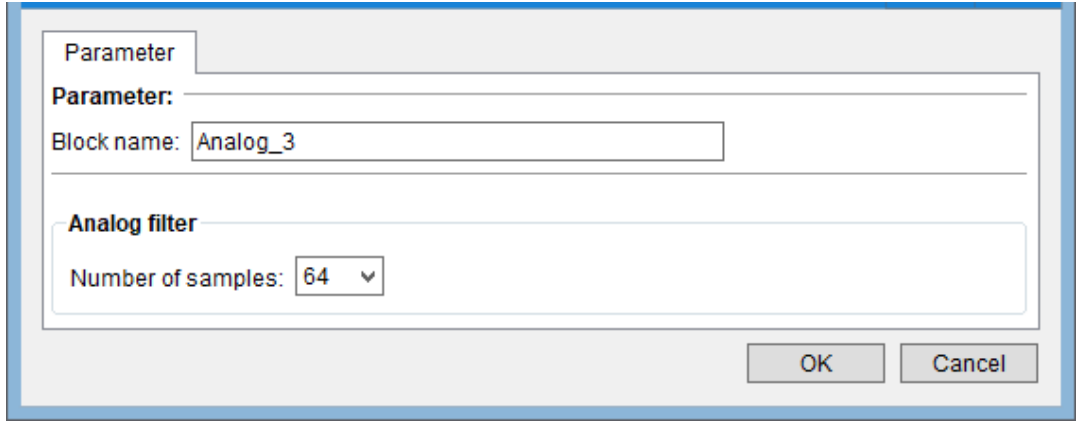 Parameter
Parameter:
Block name: Analog_3
Analog filter
Number of samples: 64
OK Cancel